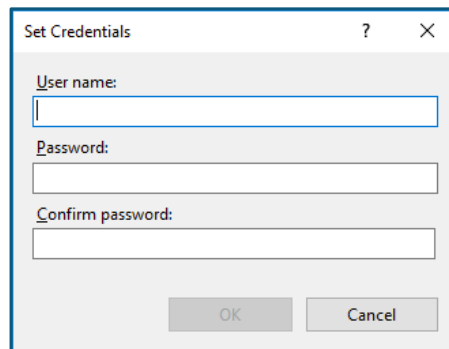 Set Credentials ?
User name:
Password:
Confirm password:
OK Cancel